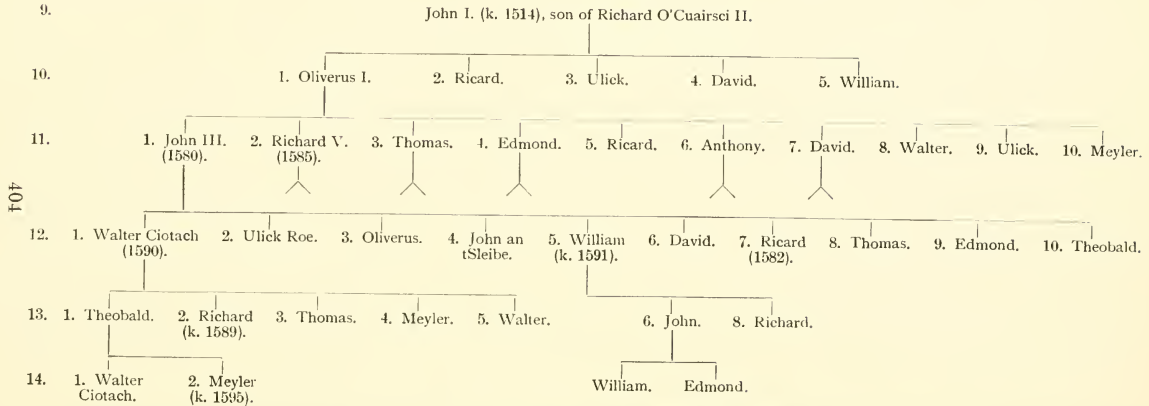 9. John I. (k. 1514), son of Richard O'Cuairsci II.
10. 1. Oliverus I. 2. Ricard. 3. Ulick. 4. David. 5. William.
11. 1. John III. 2. Richard V. 3. Thomas. 4. Edmond. 5. Ricard. 6. Anthony. 7. David. 8. Walter. 9. Ulick. 10. Meyler.
(1580). (1585).
404
12. 1. Walter Ciotach 2. Ulick Roe. 3. Oliverus. 4. John an 5. William 6. David. 7. Ricard 8. Thomas. 9. Edmond. 10. Theobald.
(1590). tSleibe. (k. 1591). (1582).
13. 1. Theobald. 2. Richard 3. Thomas. 4. Meyler. 5. Walter. 6. John. 8. Richard.
(k. 1589)
14. 1. Walter 2. Meyler William. Edmond.
Ciotach. (k. 1595).